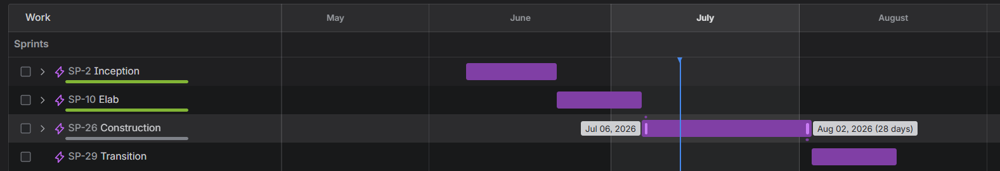 Work May June July August
Sprints
SP-2 Inception
SP-10 Elab
SP-26 Construction Jul 06, 2026 Aug 02, 2026 (28 days)
SP-29 Transition